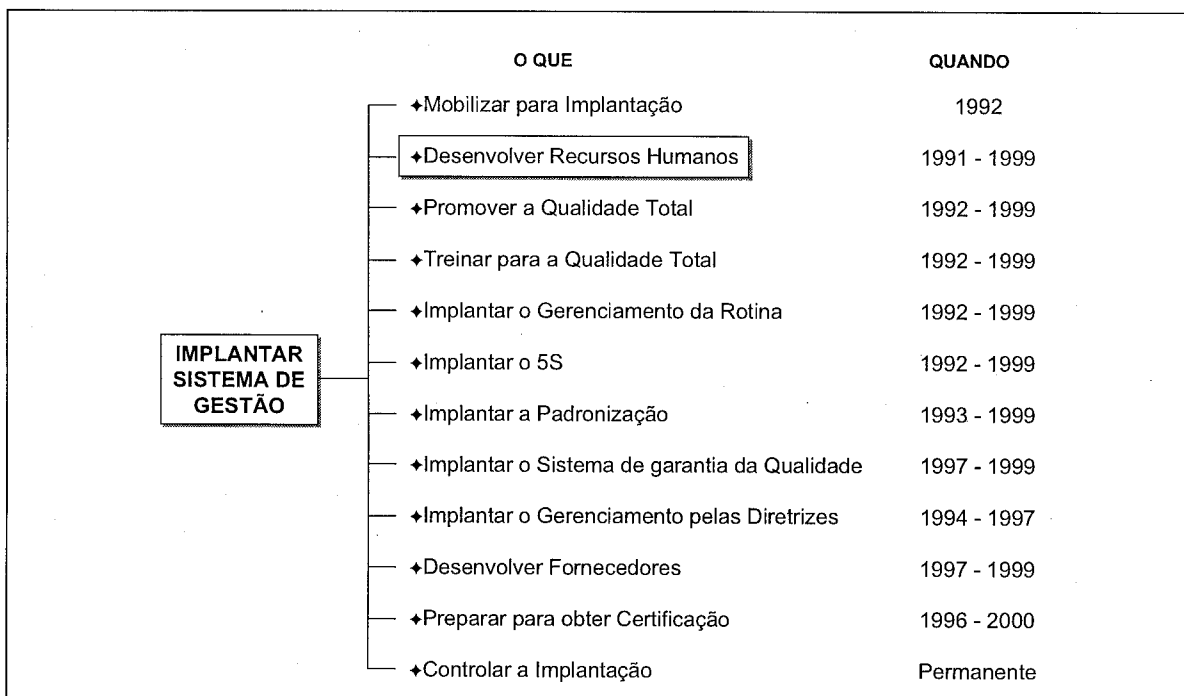 O QUE QUANDO
✦Mobilizar para Implantação 1992
✦Desenvolver Recursos Humanos 1991 - 1999
✦Promover a Qualidade Total 1992 - 1999
✦Treinar para a Qualidade Total 1992 - 1999
✦Implantar o Gerenciamento da Rotina 1992 - 1999
IMPLANTAR
SISTEMA DE
GESTÃO
✦Implantar o 5S 1992 - 1999
✦Implantar a Padronização 1993 - 1999
✦Implantar o Sistema de garantia da Qualidade 1997 - 1999
✦Implantar o Gerenciamento pelas Diretrizes 1994 - 1997
✦Desenvolver Fornecedores 1997 - 1999
✦Preparar para obter Certificação 1996 - 2000
✦Controlar a Implantação Permanente